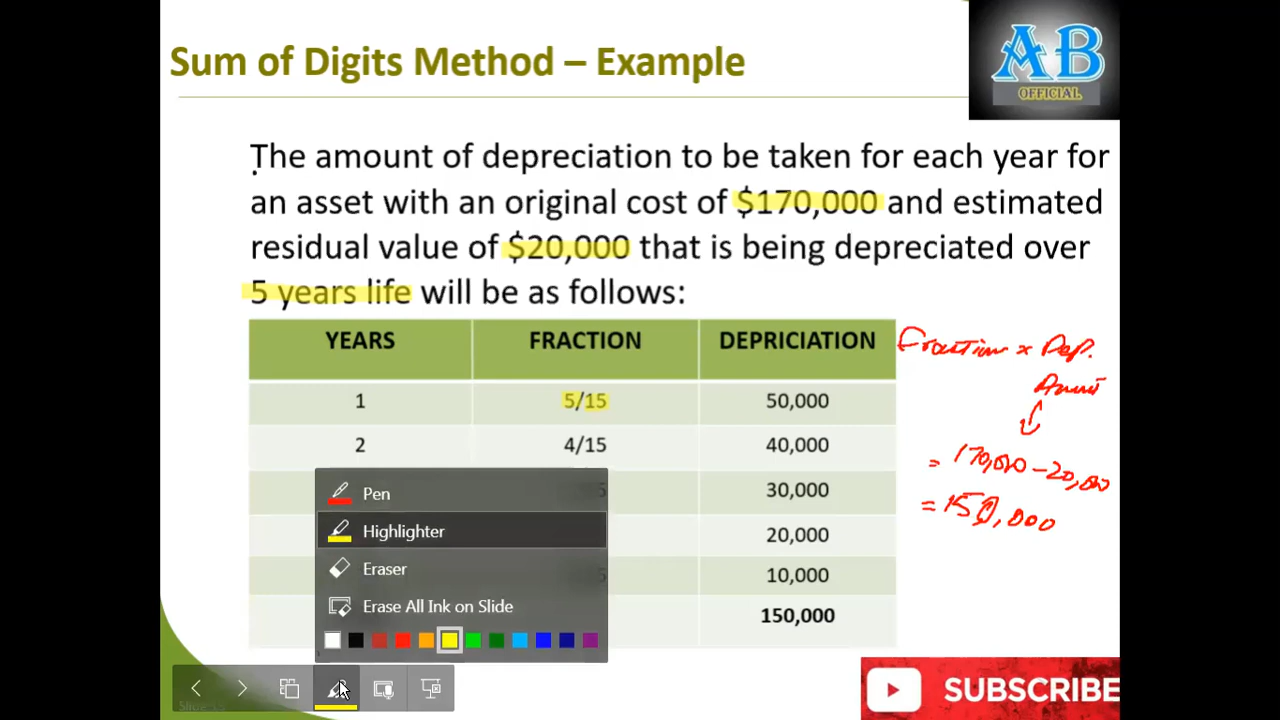 Sum of Digits Method – Example
AB
OFFICIAL
The amount of depreciation to be taken for each year for
an asset with an original cost of $170,000 and estimated
residual value of $20,000 that is being depreciated over
5 years life will be as follows:
YEARS FRACTION DEPRICIATION
Fraction × Dep.
Amnt
1 5/15 50,000
2 4/15 40,000
= 170,000 – 20,000
5 30,000
= 150,000
20,000
5 10,000
150,000
Pen
Highlighter
Eraser
Erase All Ink on Slide
SUBSCRIBE